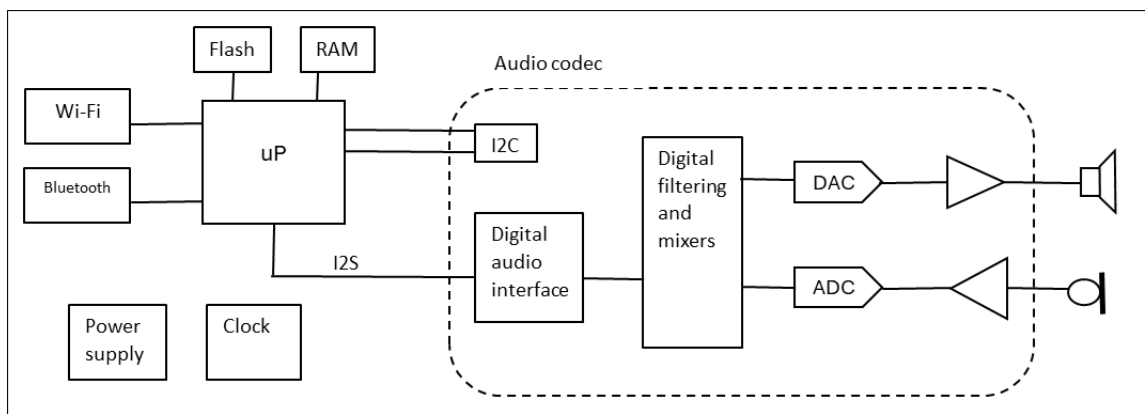 Flash
RAM
Audio codec
Wi-Fi
uP
I2C
Bluetooth
Digital
filtering
and
mixers
DAC
Digital
audio
interface
I2S
ADC
Power
supply
Clock